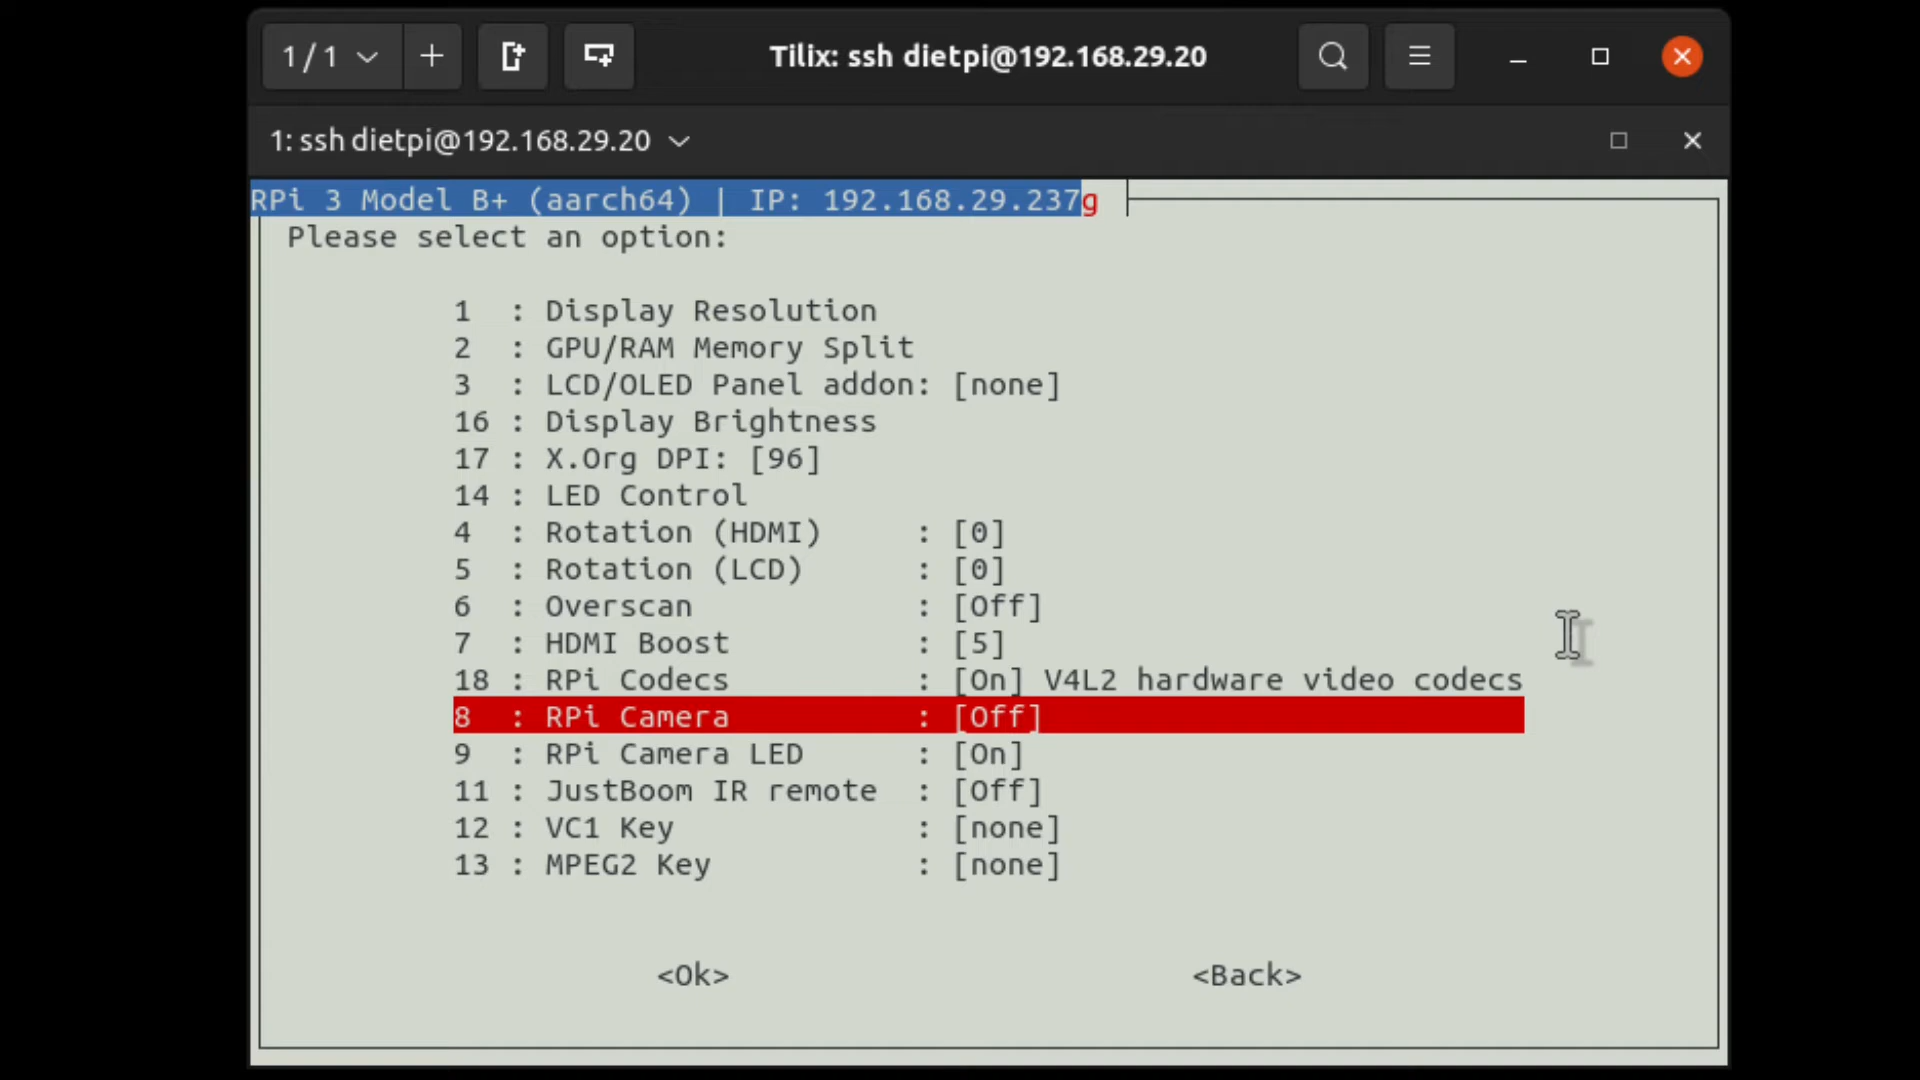 1 / 1
Tilix: ssh dietpi@192.168.29.20
1: ssh dietpi@192.168.29.20
RPi 3 Model B+ (aarch64) | IP: 192.168.29.237g
Please select an option:
1 : Display Resolution
2 : GPU/RAM Memory Split
3 : LCD/OLED Panel addon: [none]
16 : Display Brightness
17 : X.Org DPI: [96]
14 : LED Control
4 : Rotation (HDMI) : [0]
5 : Rotation (LCD) : [0]
6 : Overscan : [Off]
7 : HDMI Boost : [5]
18 : RPi Codecs : [On] V4L2 hardware video codecs
8 : RPi Camera : [Off]
9 : RPi Camera LED : [On]
11 : JustBoom IR remote : [Off]
12 : VC1 Key : [none]
13 : MPEG2 Key : [none]
<Ok> <Back>